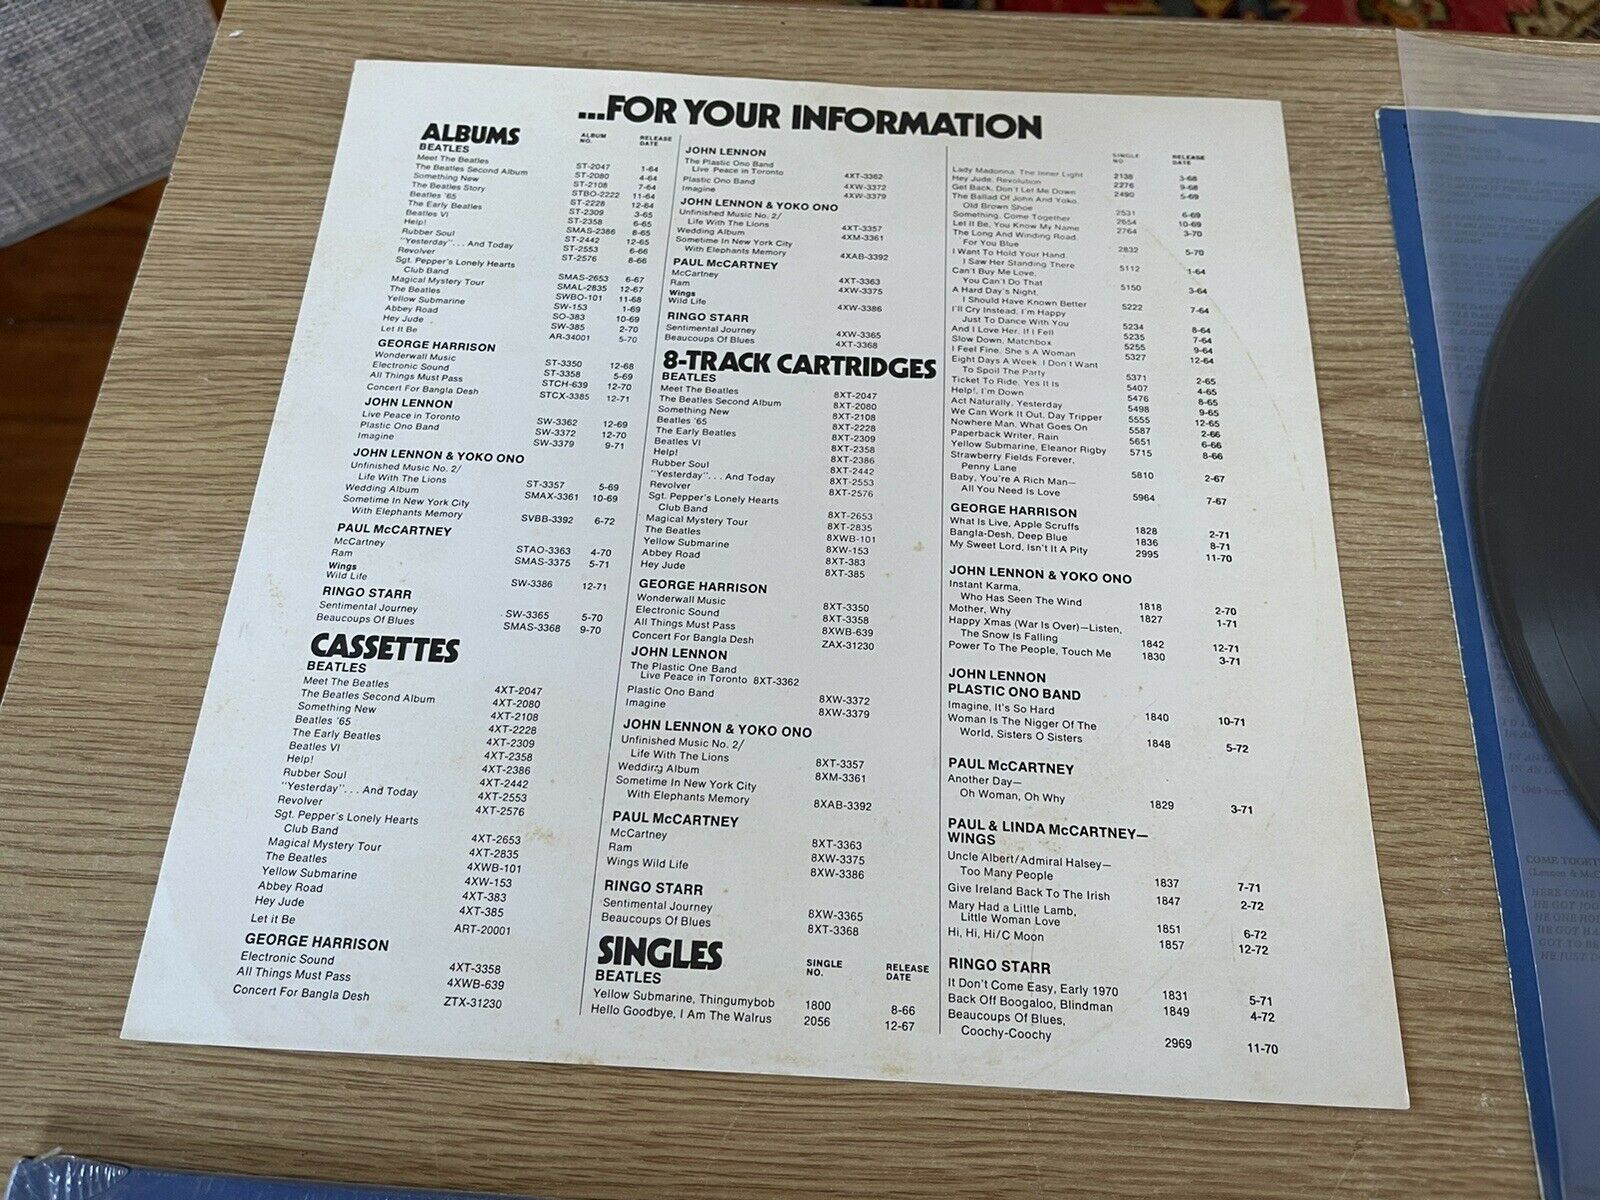 ...FOR YOUR INFORMATION
ALBUMS ALBUM NO. RELEASE DATE
BEATLES
Meet The Beatles ST-2047 1-64
The Beatles Second Album ST-2080 4-64
Something New ST-2108 7-64
The Beatles Story STBO-2222 11-64
Beatles '65 ST-2228 12-64
The Early Beatles ST-2309 3-65
Beatles VI ST-2358 6-65
Help! SMAS-2386 8-65
Rubber Soul ST-2442 12-65
"Yesterday"... And Today ST-2553 6-66
Revolver ST-2576 8-66
Sgt. Pepper's Lonely Hearts
Club Band SMAS-2653 6-67
Magical Mystery Tour SMAL-2835 12-67
The Beatles SWBO-101 11-68
Yellow Submarine SW-153 1-69
Abbey Road SO-383 10-69
Hey Jude SW-385 2-70
Let It Be AR-34001 5-70
GEORGE HARRISON
Wonderwall Music ST-3350 12-68
Electronic Sound ST-3358 5-69
All Things Must Pass STCH-639 12-70
Concert For Bangla Desh STCX-3385 12-71
JOHN LENNON
Live Peace in Toronto SW-3362 12-69
Plastic Ono Band SW-3372 12-70
Imagine SW-3379 9-71
JOHN LENNON & YOKO ONO
Unfinished Music No. 2/
Life With The Lions ST-3357 5-69
Wedding Album SMAX-3361 10-69
Sometime In New York City
With Elephants Memory SVBB-3392 6-72
PAUL McCARTNEY
McCartney STAO-3363 4-70
Ram SMAS-3375 5-71
Wings
Wild Life SW-3386 12-71
RINGO STARR
Sentimental Journey SW-3365 5-70
Beaucoups Of Blues SMAS-3368 9-70
CASSETTES
BEATLES
Meet The Beatles 4XT-2047
The Beatles Second Album 4XT-2080
Something New 4XT-2108
Beatles '65 4XT-2228
The Early Beatles 4XT-2309
Beatles VI 4XT-2358
Help! 4XT-2386
Rubber Soul 4XT-2442
"Yesterday"... And Today 4XT-2553
Revolver 4XT-2576
Sgt. Pepper's Lonely Hearts
Club Band 4XT-2653
Magical Mystery Tour 4XT-2835
The Beatles 4XWB-101
Yellow Submarine 4XW-153
Abbey Road 4XT-383
Hey Jude 4XT-385
Let it Be ART-20001
GEORGE HARRISON
Electronic Sound 4XT-3358
All Things Must Pass 4XWB-639
Concert For Bangla Desh ZTX-31230
JOHN LENNON
The Plastic Ono Band
Live Peace in Toronto 4XT-3362
Plastic Ono Band 4XW-3372
Imagine 4XW-3379
JOHN LENNON & YOKO ONO
Unfinished Music No. 2/
Life With The Lions 4XT-3357
Wedding Album 4XM-3361
Sometime In New York City
With Elephants Memory 4XAB-3392
PAUL McCARTNEY
McCartney 4XT-3363
Ram 4XW-3375
Wings
Wild Life 4XW-3386
RINGO STARR
Sentimental Journey 4XW-3365
Beaucoups Of Blues 4XT-3368
8-TRACK CARTRIDGES
BEATLES
Meet The Beatles 8XT-2047
The Beatles Second Album 8XT-2080
Something New 8XT-2108
Beatles '65 8XT-2228
The Early Beatles 8XT-2309
Beatles VI 8XT-2358
Help! 8XT-2386
Rubber Soul 8XT-2442
"Yesterday"... And Today 8XT-2553
Revolver 8XT-2576
Sgt. Pepper's Lonely Hearts
Club Band 8XT-2653
Magical Mystery Tour 8XT-2835
The Beatles 8XWB-101
Yellow Submarine 8XW-153
Abbey Road 8XT-383
Hey Jude 8XT-385
GEORGE HARRISON
Wonderwall Music 8XT-3350
Electronic Sound 8XT-3358
All Things Must Pass 8XWB-639
Concert For Bangla Desh ZAX-31230
JOHN LENNON
The Plastic One Band
Live Peace in Toronto 8XT-3362
Plastic Ono Band 8XW-3372
Imagine 8XW-3379
JOHN LENNON & YOKO ONO
Unfinished Music No. 2/
Life With The Lions 8XT-3357
Wedding Album 8XM-3361
Sometime In New York City
With Elephants Memory 8XAB-3392
PAUL McCARTNEY
McCartney 8XT-3363
Ram 8XW-3375
Wings Wild Life 8XW-3386
RINGO STARR
Sentimental Journey 8XW-3365
Beaucoups Of Blues 8XT-3368
SINGLES SINGLE NO. RELEASE DATE
BEATLES
Yellow Submarine, Thingumybob 1800 8-66
Hello Goodbye, I Am The Walrus 2056 12-67
SINGLE NO RELEASE DATE
Lady Madonna, The Inner Light 2138 3-68
Hey Jude, Revolution 2276 9-68
Get Back, Don't Let Me Down 2490 5-69
The Ballad Of John And Yoko,
Old Brown Shoe 2531 6-69
Something, Come Together 2654 10-69
Let It Be, You Know My Name 2764 3-70
The Long And Winding Road,
For You Blue 2832 5-70
I Want To Hold Your Hand,
I Saw Her Standing There 5112 1-64
Can't Buy Me Love,
You Can't Do That 5150 3-64
A Hard Day's Night,
I Should Have Known Better 5222 7-64
I'll Cry Instead, I'm Happy
Just To Dance With You 5234 8-64
And I Love Her, If I Fell 5235 7-64
Slow Down, Matchbox 5255 9-64
I Feel Fine, She's A Woman 5327 12-64
Eight Days A Week, I Don't Want
To Spoil The Party 5371 2-65
Ticket To Ride, Yes It Is 5407 4-65
Help!, I'm Down 5476 8-65
Act Naturally, Yesterday 5498 9-65
We Can Work It Out, Day Tripper 5555 12-65
Nowhere Man, What Goes On 5587 2-66
Paperback Writer, Rain 5651 6-66
Yellow Submarine, Eleanor Rigby 5715 8-66
Strawberry Fields Forever,
Penny Lane 5810 2-67
Baby, You're A Rich Man—
All You Need Is Love 5964 7-67
GEORGE HARRISON
What Is Live, Apple Scruffs 1828 2-71
Bangla-Desh, Deep Blue 1836 8-71
My Sweet Lord, Isn't It A Pity 2995 11-70
JOHN LENNON & YOKO ONO
Instant Karma,
Who Has Seen The Wind 1818 2-70
Mother, Why 1827 1-71
Happy Xmas (War Is Over)—Listen,
The Snow Is Falling 1842 12-71
Power To The People, Touch Me 1830 3-71
JOHN LENNON
PLASTIC ONO BAND
Imagine, It's So Hard 1840 10-71
Woman Is The Nigger Of The
World, Sisters O Sisters 1848 5-72
PAUL McCARTNEY
Another Day—
Oh Woman, Oh Why 1829 3-71
PAUL & LINDA McCARTNEY—
WINGS
Uncle Albert/Admiral Halsey—
Too Many People 1837 7-71
Give Ireland Back To The Irish 1847 2-72
Mary Had a Little Lamb,
Little Woman Love 1851 6-72
Hi, Hi, Hi/C Moon 1857 12-72
RINGO STARR
It Don't Come Easy, Early 1970 1831 5-71
Back Off Boogaloo, Blindman 1849 4-72
Beaucoups Of Blues,
Coochy-Coochy 2969 11-70
HERE COME
HE GOT
HE ONE
HE GOT
GOT TO
HE JUST